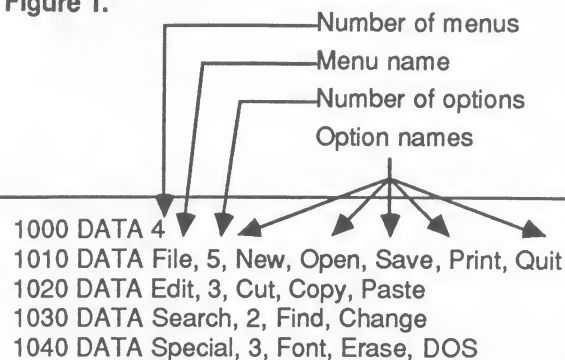 Figure 1.
Number of menus
Menu name
Number of options
Option names
1000 DATA 4
1010 DATA File, 5, New, Open, Save, Print, Quit
1020 DATA Edit, 3, Cut, Copy, Paste
1030 DATA Search, 2, Find, Change
1040 DATA Special, 3, Font, Erase, DOS